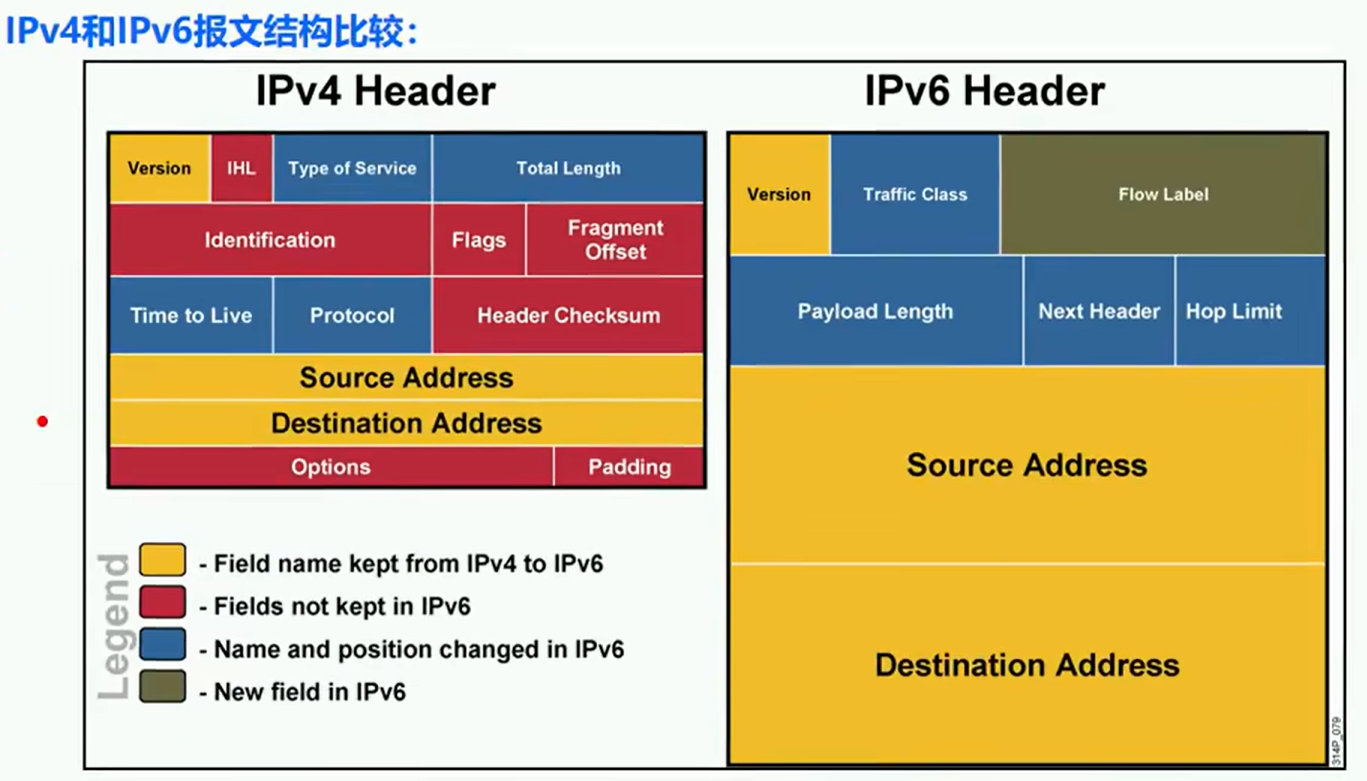 IPv4和IPv6报文结构比较：
IPv4 Header
IPv6 Header
Version
IHL
Type of Service
Total Length
Identification
Flags
Fragment
Offset
Time to Live
Protocol
Header Checksum
Source Address
Destination Address
Options
Padding
Version
Traffic Class
Flow Label
Payload Length
Next Header
Hop Limit
Source Address
Destination Address
Legend
- Field name kept from IPv4 to IPv6
- Fields not kept in IPv6
- Name and position changed in IPv6
- New field in IPv6
314P_079